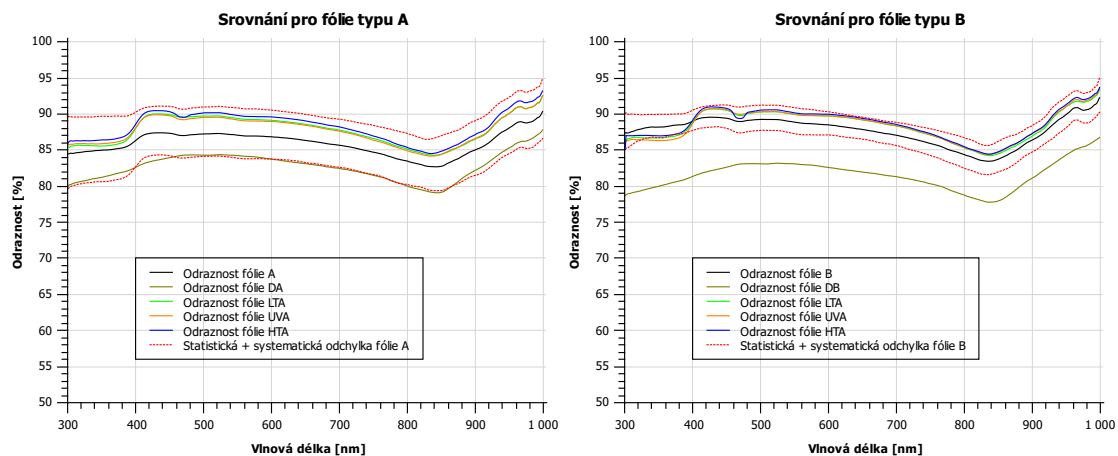 Srovnání pro fólie typu A
Odraznost [%]
100
95
90
85
80
75
70
65
60
55
50
Odraznost fólie A
Odraznost fólie DA
Odraznost fólie LTA
Odraznost fólie UVA
Odraznost fólie HTA
Statistická + systematická odchylka fólie A
300 400 500 600 700 800 900 1 000
Vlnová délka [nm]
Srovnání pro fólie typu B
Odraznost [%]
100
95
90
85
80
75
70
65
60
55
50
Odraznost fólie B
Odraznost fólie DB
Odraznost fólie LTA
Odraznost fólie UVA
Odraznost fólie HTA
Statistická + systematická odchylka fólie B
300 400 500 600 700 800 900 1 000
Vlnová délka [nm]